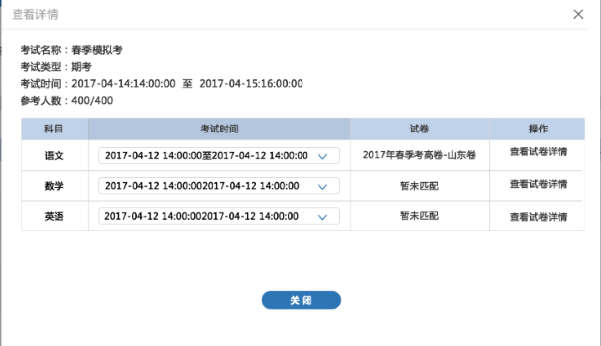 查看详情
考试名称：春季模拟考
考试类型：期考
考试时间：2017-04-14:14:00:00 至 2017-04-15:16:00:00
参考人数：400/400
科目 考试时间 试卷 操作
语文 2017-04-12 14:00:00至2017-04-12 14:00:00 2017年春季考高卷-山东卷 查看试卷详情
数学 2017-04-12 14:00:002017-04-12 14:00:00 暂未匹配 查看试卷详情
英语 2017-04-12 14:00:002017-04-12 14:00:00 暂未匹配 查看试卷详情
关闭